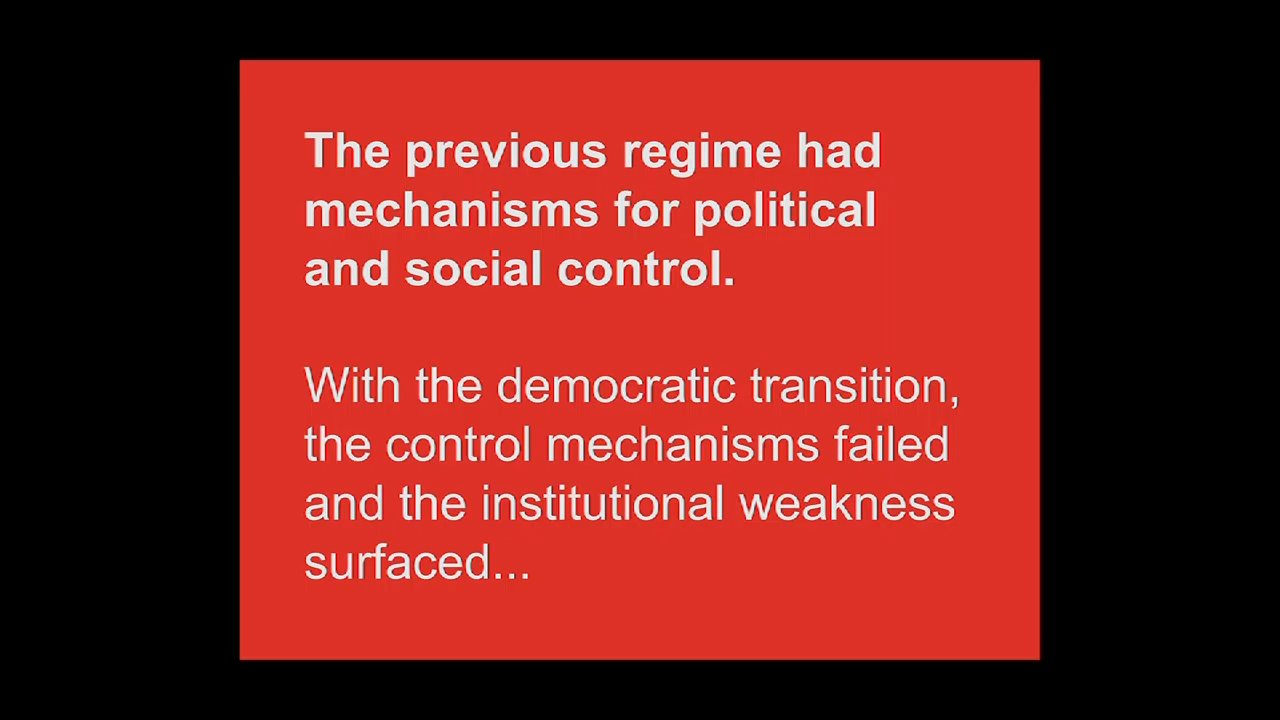 The previous regime had
mechanisms for political
and social control.
With the democratic transition,
the control mechanisms failed
and the institutional weakness
surfaced...